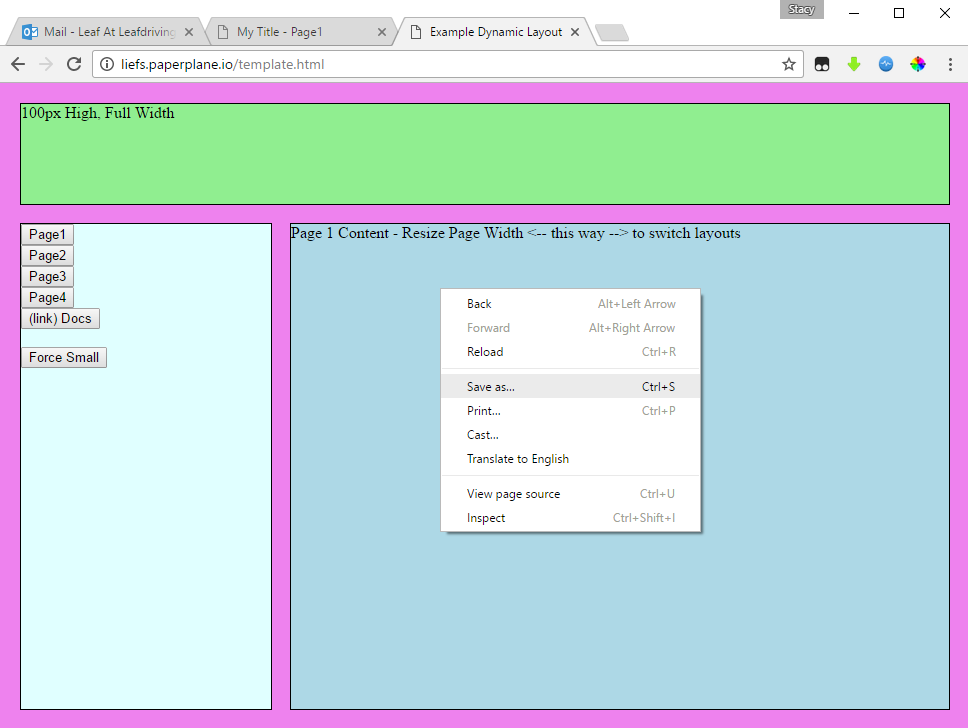 Stacy
Mail - Leaf At Leafdriving
My Title - Page1
Example Dynamic Layout
liefs.paperplane.io/template.html
100px High, Full Width
Page1
Page2
Page3
Page4
(link) Docs
Force Small
Page 1 Content - Resize Page Width <-- this way --> to switch layouts
Back Alt+Left Arrow
Forward Alt+Right Arrow
Reload Ctrl+R
Save as... Ctrl+S
Print... Ctrl+P
Cast...
Translate to English
View page source Ctrl+U
Inspect Ctrl+Shift+I